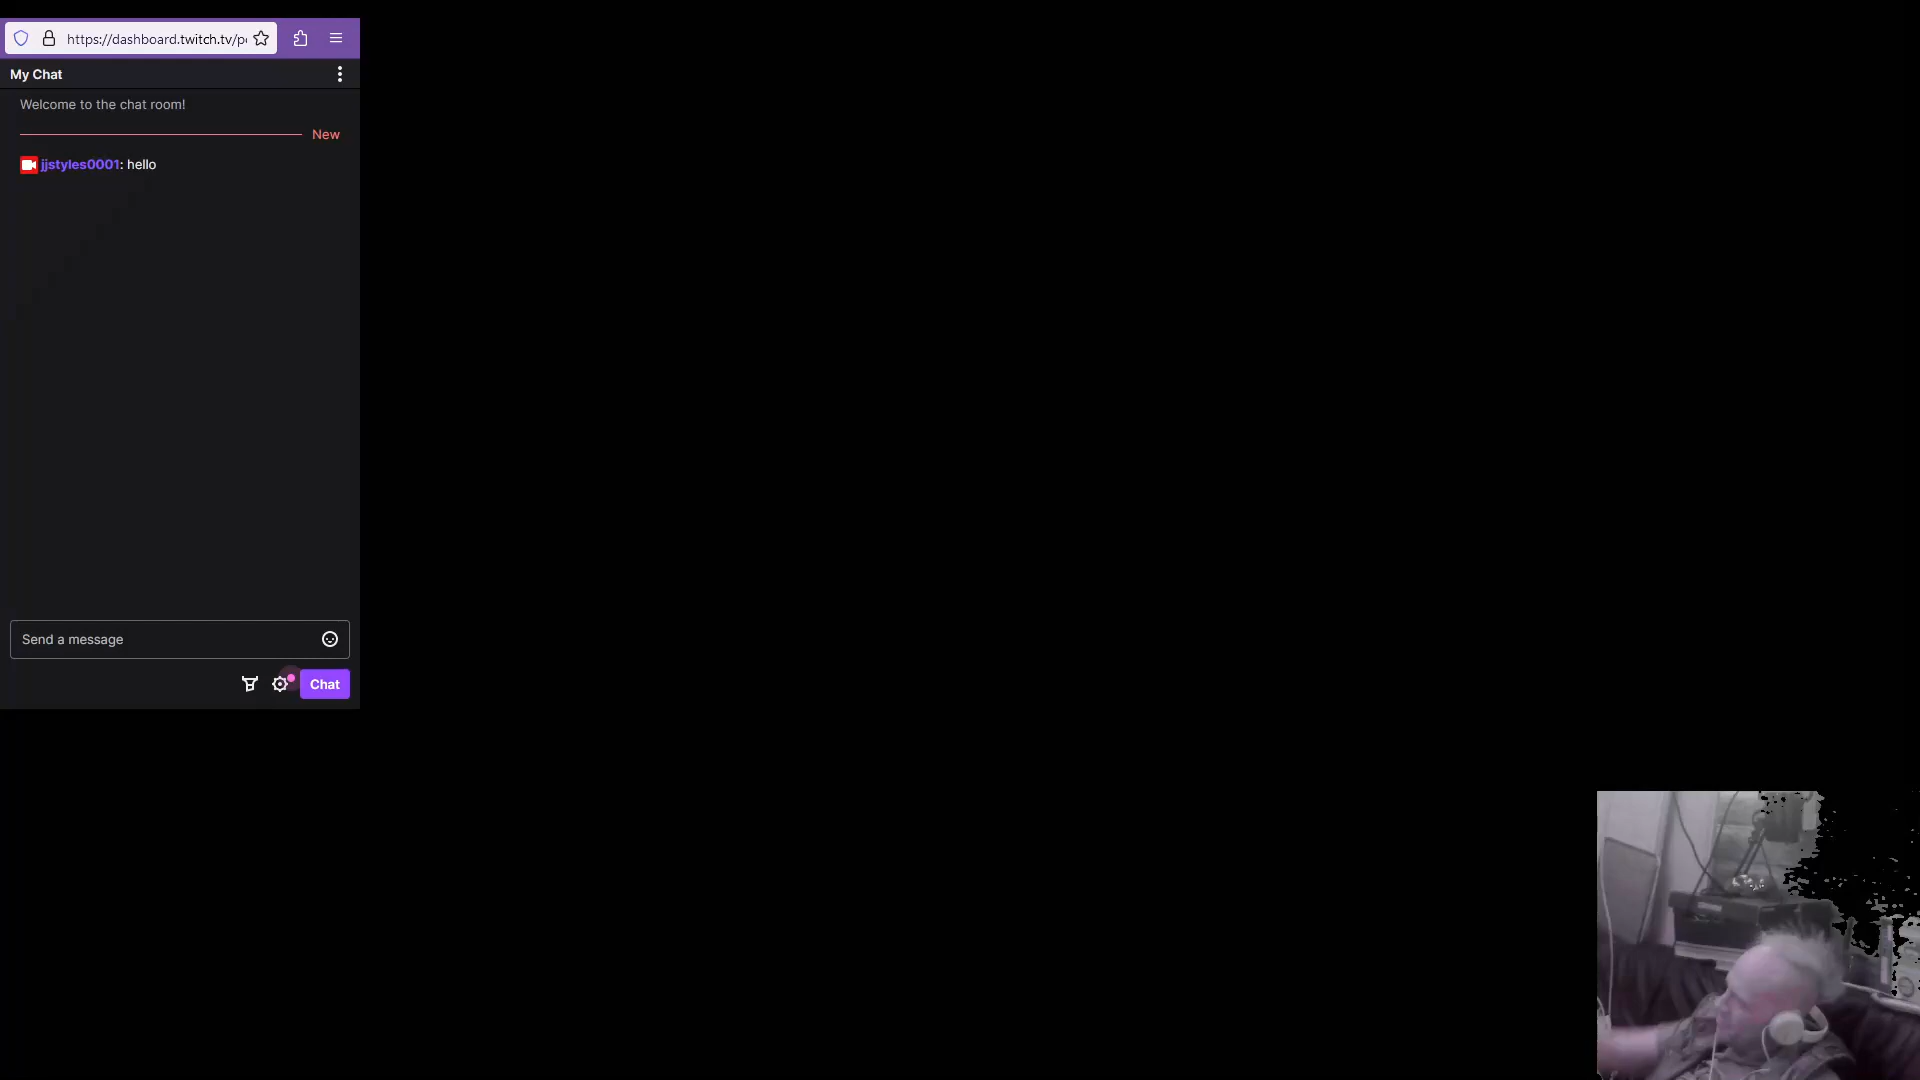 https://dashboard.twitch.tv/p
My Chat
Welcome to the chat room!
New
jjstyles0001: hello
Send a message
Chat